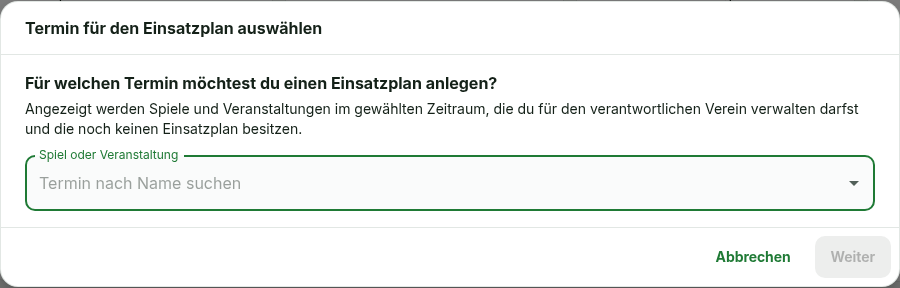 Termin für den Einsatzplan auswählen
Für welchen Termin möchtest du einen Einsatzplan anlegen?
Angezeigt werden Spiele und Veranstaltungen im gewählten Zeitraum, die du für den verantwortlichen Verein verwalten darfst
und die noch keinen Einsatzplan besitzen.
Spiel oder Veranstaltung
Termin nach Name suchen
Abbrechen
Weiter